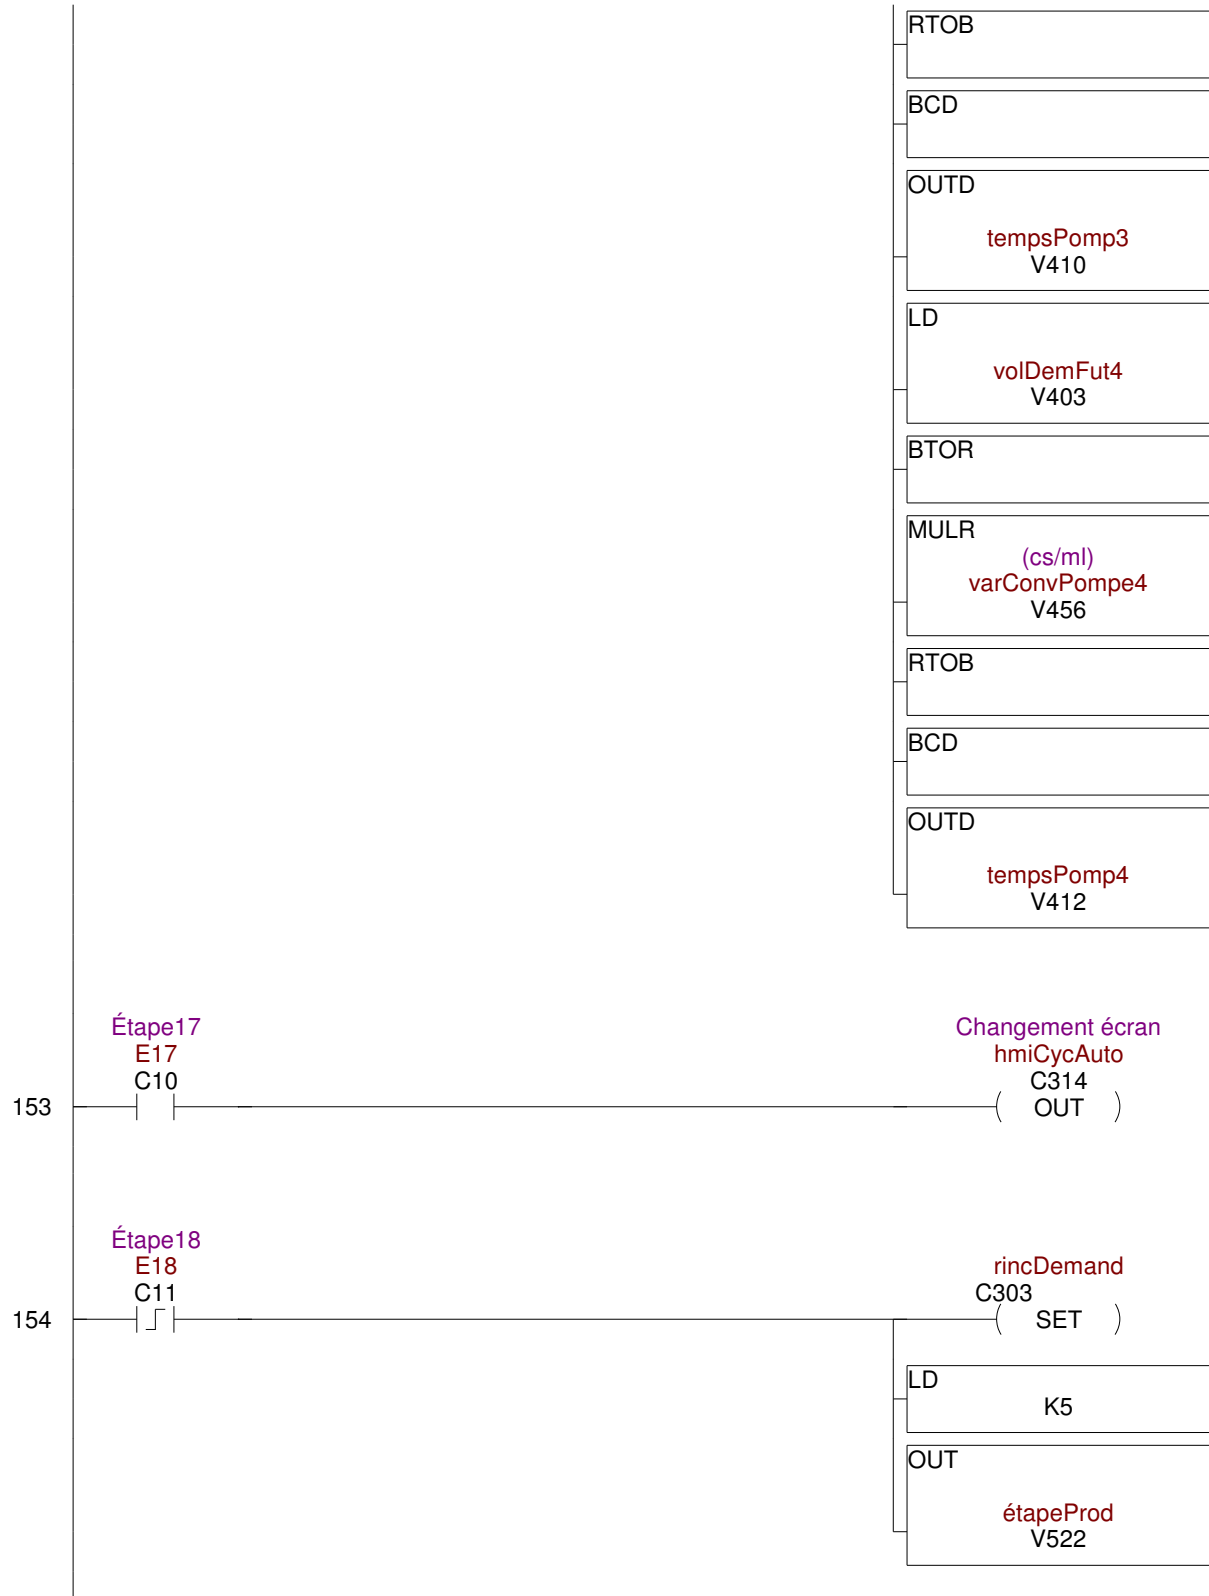 RTOB
BCD
OUTD
tempsPomp3
V410
LD
volDemFut4
V403
BTOR
MULR
(cs/ml)
varConvPompe4
V456
RTOB
BCD
OUTD
tempsPomp4
V412
Étape17
E17
C10
153
Changement écran
hmiCycAuto
C314
OUT
Étape18
E18
C11
154
rincDemand
C303
SET
LD
K5
OUT
étapeProd
V522